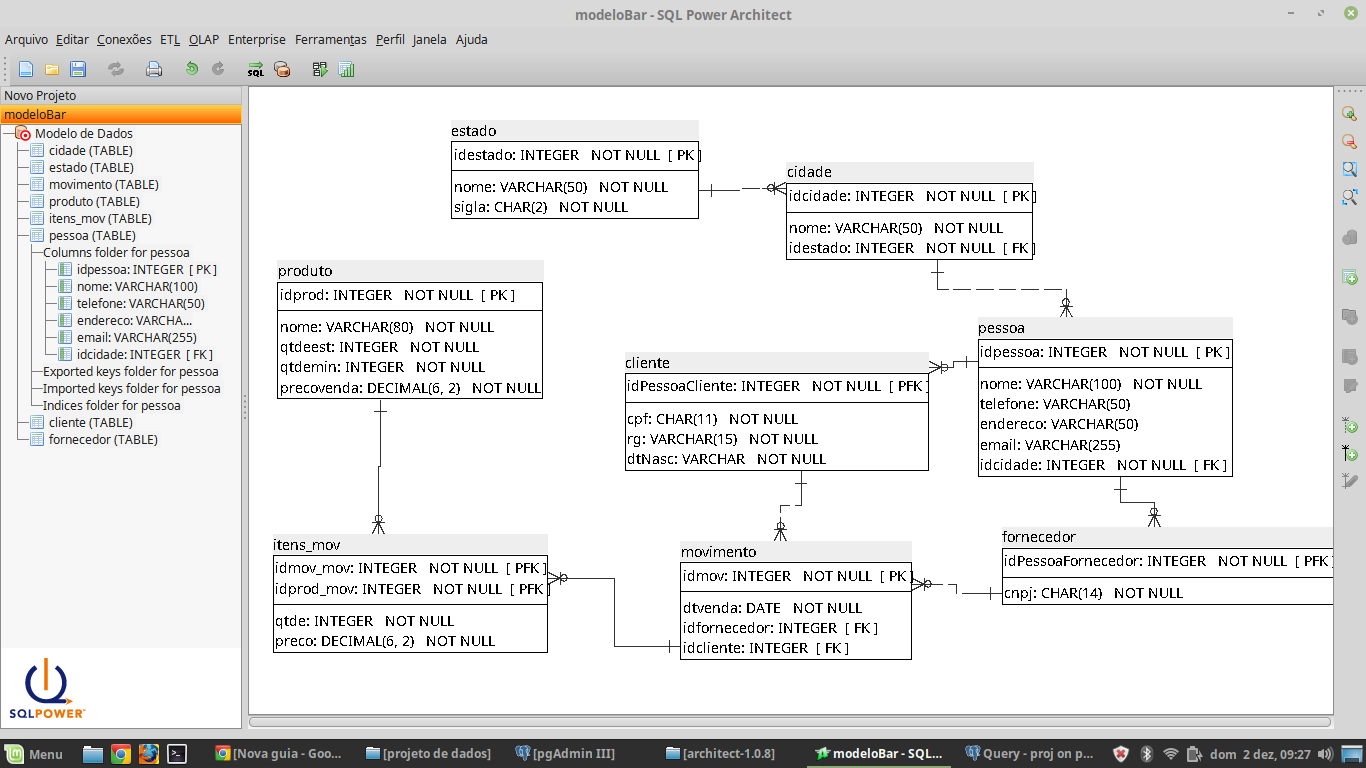 modeloBar - SQL Power Architect
Arquivo Editar Conexões ETL OLAP Enterprise Ferramentas Perfil Janela Ajuda
SQL
Novo Projeto
modeloBar
Modelo de Dados
cidade (TABLE)
estado (TABLE)
movimento (TABLE)
produto (TABLE)
itens_mov (TABLE)
pessoa (TABLE)
Columns folder for pessoa
idpessoa: INTEGER [ PK ]
nome: VARCHAR(100)
telefone: VARCHAR(50)
endereco: VARCHA...
email: VARCHAR(255)
idcidade: INTEGER [ FK ]
Exported keys folder for pessoa
Imported keys folder for pessoa
Indices folder for pessoa
cliente (TABLE)
fornecedor (TABLE)
SQLPOWER
estado
idestado: INTEGER NOT NULL [ PK ]
nome: VARCHAR(50) NOT NULL
sigla: CHAR(2) NOT NULL
cidade
idcidade: INTEGER NOT NULL [ PK ]
nome: VARCHAR(50) NOT NULL
idestado: INTEGER NOT NULL [ FK ]
produto
idprod: INTEGER NOT NULL [ PK ]
nome: VARCHAR(80) NOT NULL
qtdeest: INTEGER NOT NULL
qtdemin: INTEGER NOT NULL
precovenda: DECIMAL(6, 2) NOT NULL
cliente
idPessoaCliente: INTEGER NOT NULL [ PFK ]
cpf: CHAR(11) NOT NULL
rg: VARCHAR(15) NOT NULL
dtNasc: VARCHAR NOT NULL
pessoa
idpessoa: INTEGER NOT NULL [ PK ]
nome: VARCHAR(100) NOT NULL
telefone: VARCHAR(50)
endereco: VARCHAR(50)
email: VARCHAR(255)
idcidade: INTEGER NOT NULL [ FK ]
itens_mov
idmov_mov: INTEGER NOT NULL [ PFK ]
idprod_mov: INTEGER NOT NULL [ PFK ]
qtde: INTEGER NOT NULL
preco: DECIMAL(6, 2) NOT NULL
movimento
idmov: INTEGER NOT NULL [ PK ]
dtvenda: DATE NOT NULL
idfornecedor: INTEGER [ FK ]
idcliente: INTEGER [ FK ]
fornecedor
idPessoaFornecedor: INTEGER NOT NULL [ PFK
cnpj: CHAR(14) NOT NULL
Menu [Nova guia - Goo... [projeto de dados] [pgAdmin III] [architect-1.0.8] modeloBar - SQL... Query - proj on p... dom 2 dez, 09:27